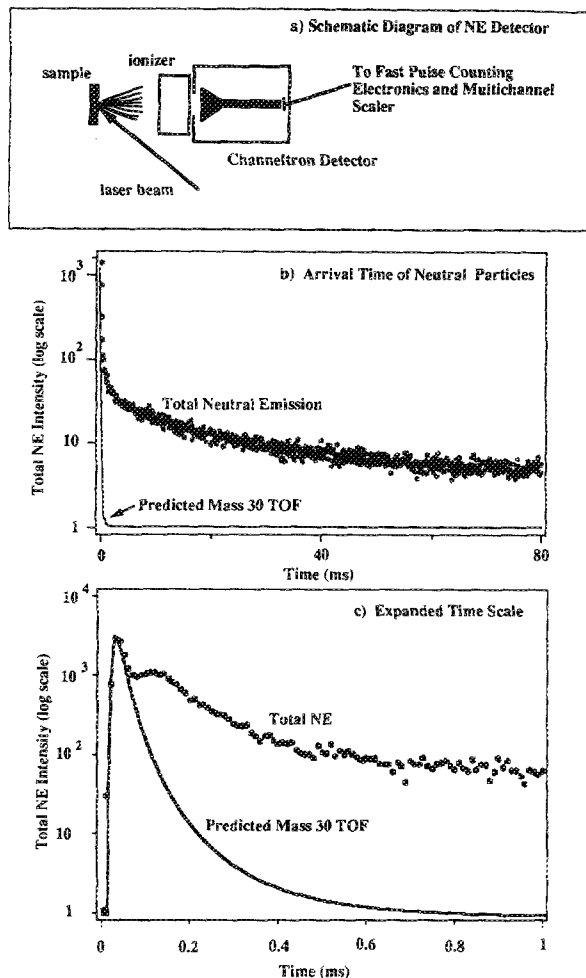 a) Schematic Diagram of NE Detector
ionizer
sample
To Fast Pulse Counting
Electronics and Multichannel
Scaler
Channeltron Detector
laser beam
b) Arrival Time of Neutral Particles
Total NE Intensity (log scale)
10³
10²
10
1
Total Neutral Emission
Predicted Mass 30 TOF
0
40
80
Time (ms)
c) Expanded Time Scale
Total NE Intensity (log scale)
10⁴
10³
10²
10
1
Total NE
Predicted Mass 30 TOF
0
0.2
0.4
0.6
0.8
1
Time (ms)